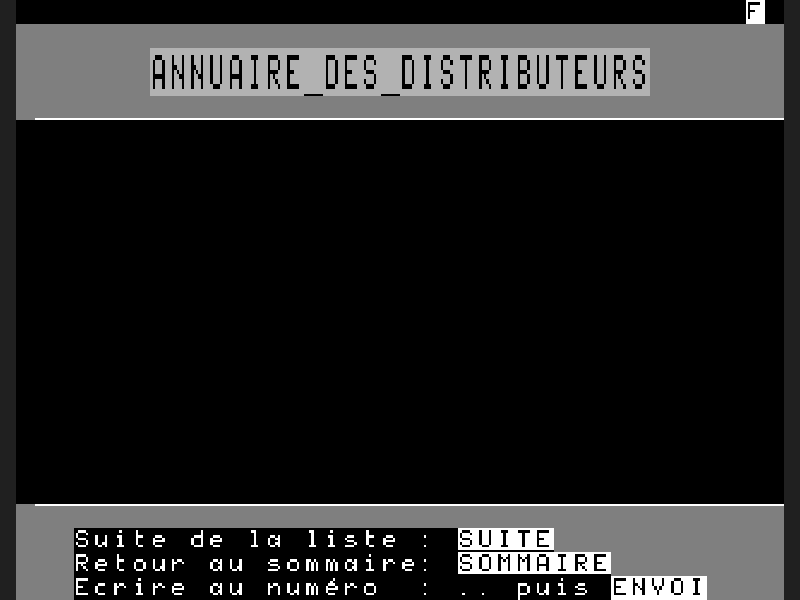 F
ANNUAIRE_DES_DISTRIBUTEURS
Suite de la liste : SUITE
Retour au sommaire: SOMMAIRE
Ecrire au numéro : .. puis ENVOI